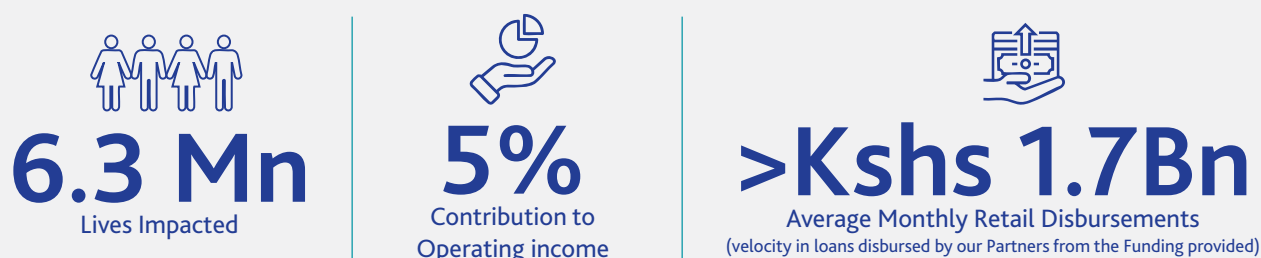 6.3 Mn
Lives Impacted
5%
Contribution to
Operating income
>Kshs 1.7Bn
Average Monthly Retail Disbursements
(velocity in loans disbursed by our Partners from the Funding provided)